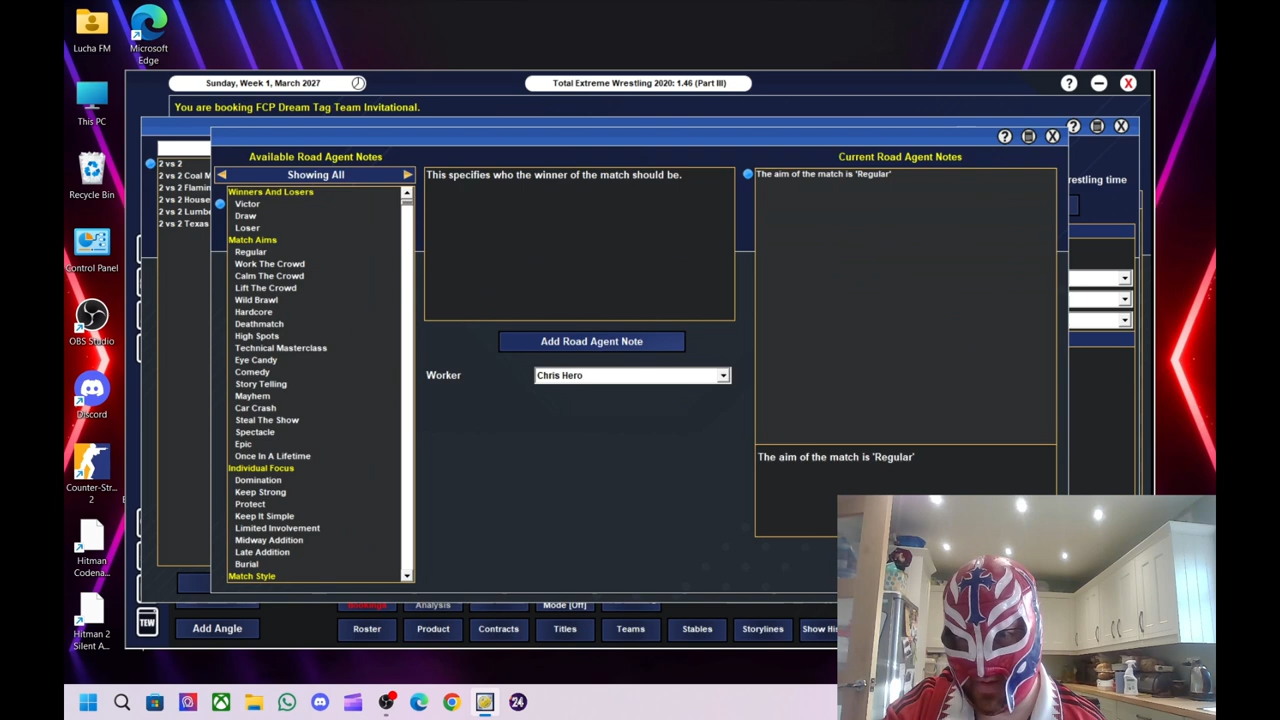 Lucha FM
Microsoft
Edge
This PC
Recycle Bin
Control Panel
OBS Studio
Discord
Counter-Str...
2
Hitman
Codena...
Hitman 2
Silent A...
Sunday, Week 1, March 2027
Total Extreme Wrestling 2020: 1.46 (Part III)
?
X
You are booking FCP Dream Tag Team Invitational.
?
X
?
X
2 vs 2
2 vs 2 Coal M
2 vs 2 Flamin
2 vs 2 House
2 vs 2 Lumbe
2 vs 2 Texas
restling time
Available Road Agent Notes
Showing All
Winners And Losers
Victor
Draw
Loser
Match Aims
Regular
Work The Crowd
Calm The Crowd
Lift The Crowd
Wild Brawl
Hardcore
Deathmatch
High Spots
Technical Masterclass
Eye Candy
Comedy
Story Telling
Mayhem
Car Crash
Steal The Show
Spectacle
Epic
Once In A Lifetime
Individual Focus
Domination
Keep Strong
Protect
Keep It Simple
Limited Involvement
Midway Addition
Late Addition
Burial
Match Style
This specifies who the winner of the match should be.
Add Road Agent Note
Worker
Chris Hero
Current Road Agent Notes
The aim of the match is 'Regular'
The aim of the match is 'Regular'
Bookings
Analysis
Mode [Off]
TEW
Add Angle
Roster
Product
Contracts
Titles
Teams
Stables
Storylines
Show Hi
24